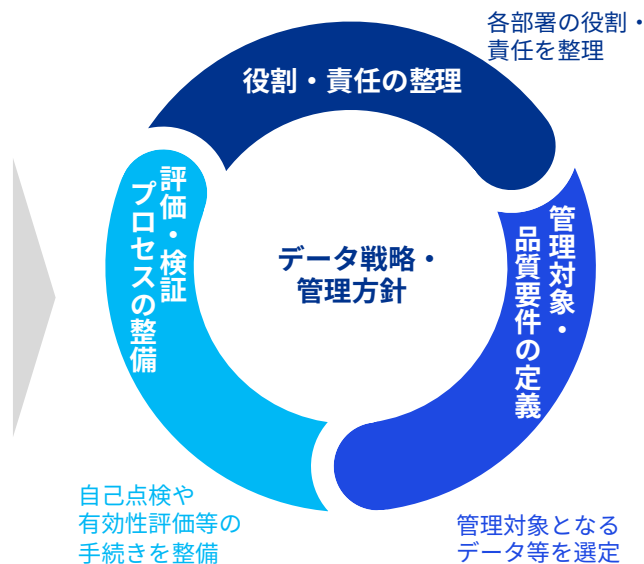 各部署の役割・
責任を整理
役割・責任の整理
管理対象・
品質要件の定義
データ戦略・
管理方針
評価・検証
プロセスの整備
自己点検や
有効性評価等の
手続きを整備
管理対象となる
データ等を選定